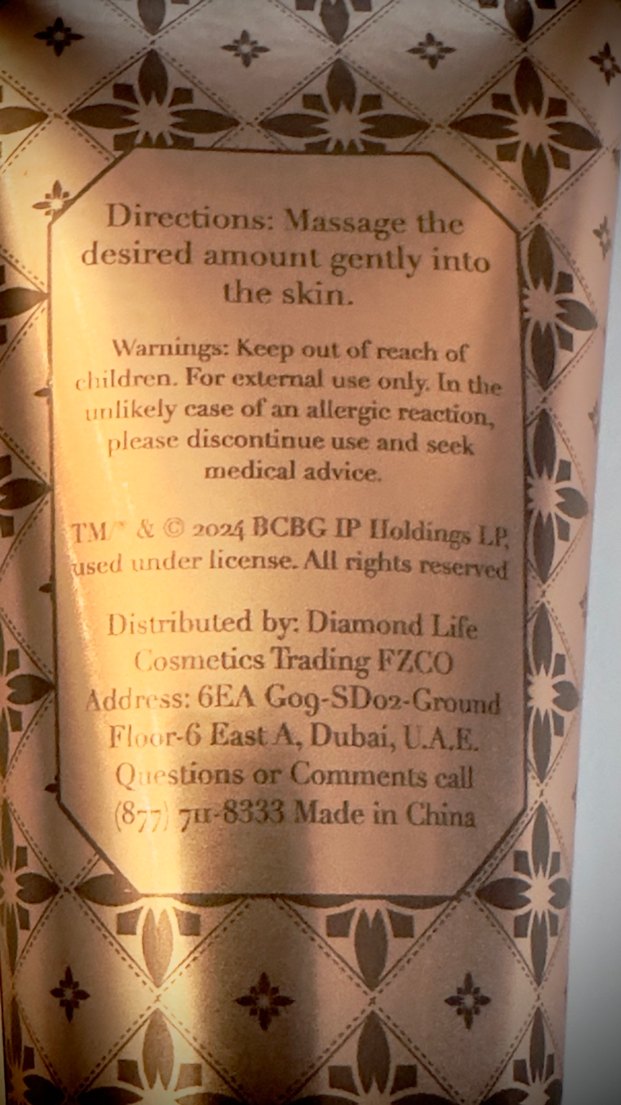 Directions: Massage the
desired amount gently into
the skin.
Warnings: Keep out of reach of
children. For external use only. In the
unlikely case of an allergic reaction,
please discontinue use and seek
medical advice.
TM/® & © 2024 BCBG IP Holdings LP,
used under license. All rights reserved
Distributed by: Diamond Life
Cosmetics Trading FZCO
Address: 6EA G09-SD02-Ground
Floor-6 East A, Dubai, U.A.E.
Questions or Comments call
(877) 711-8333 Made in China